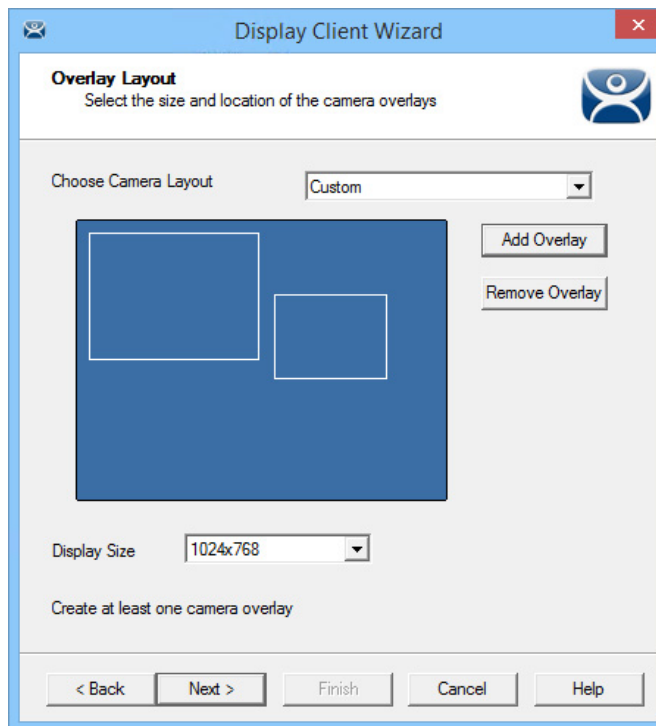 Display Client Wizard
Overlay Layout
Select the size and location of the camera overlays
Choose Camera Layout
Custom
Add Overlay
Remove Overlay
Display Size
1024x768
Create at least one camera overlay
< Back
Next >
Finish
Cancel
Help